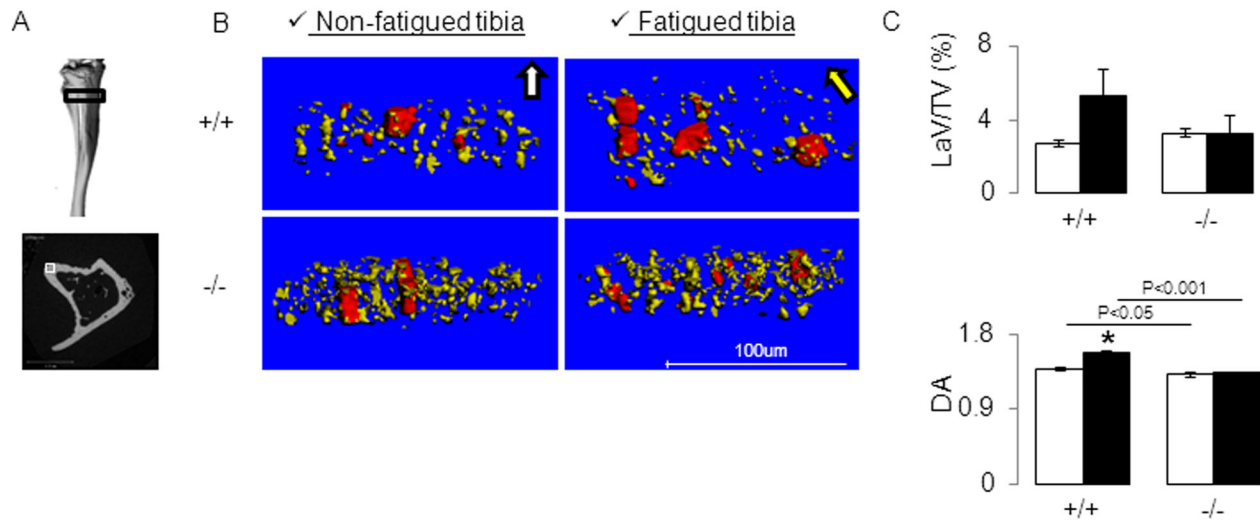 A
B
✓ Non-fatigued tibia
✓ Fatigued tibia
+/+
-/-
100um
C
LaV/TV (%)
8
4
0
+/+
-/-
P<0.001
P<0.05
*
DA
1.8
0.9
0
+/+
-/-